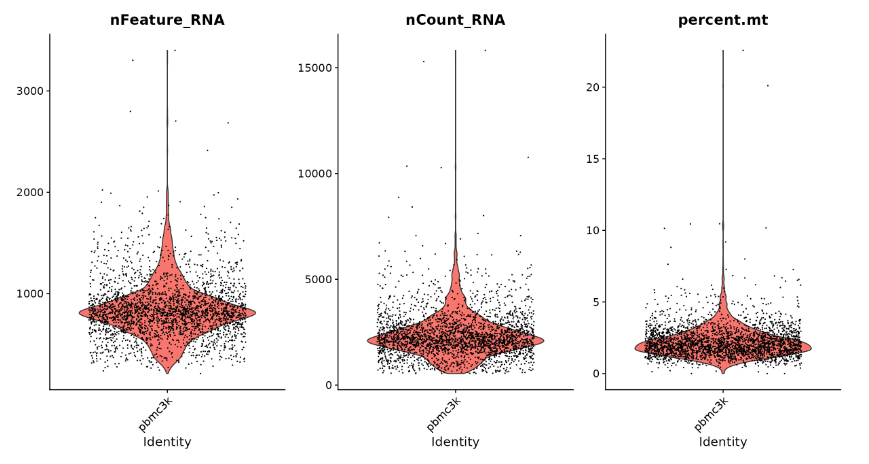 nFeature_RNA
3000
2000
1000
pbmc3k
Identity
nCount_RNA
15000
10000
5000
0
pbmc3k
Identity
percent.mt
20
15
10
5
0
pbmc3k
Identity